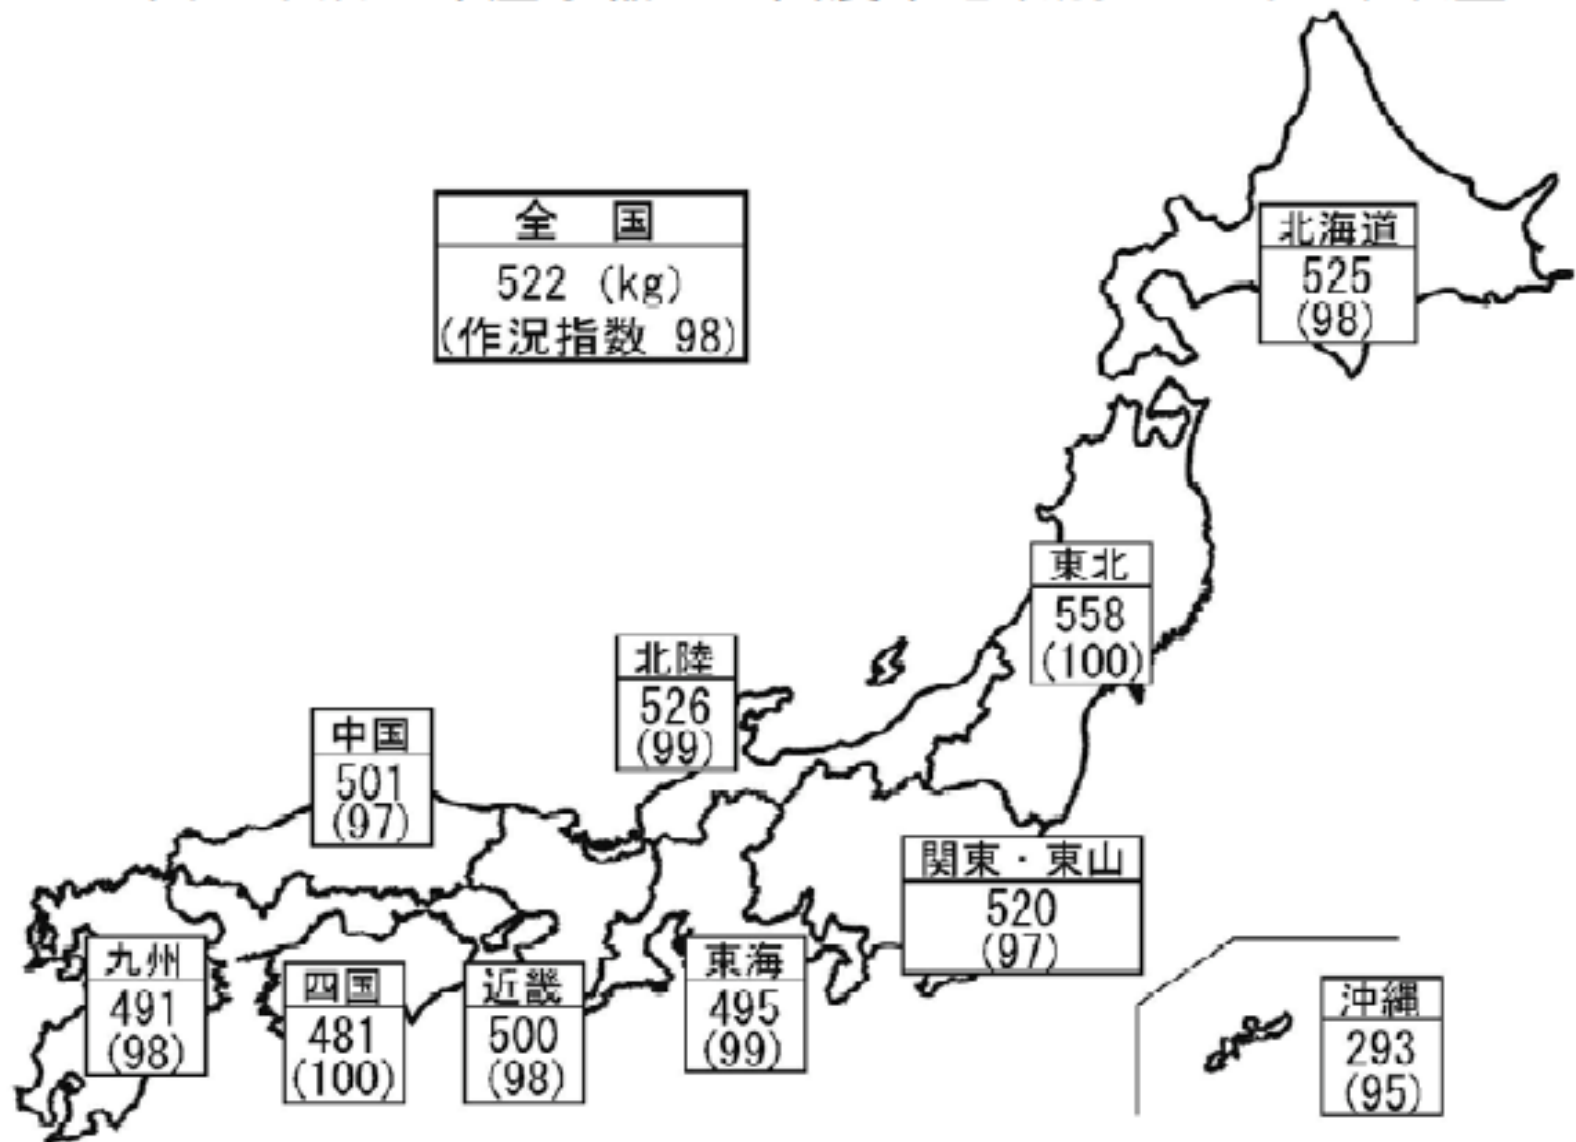 全 国
522 (kg)
(作況指数 98)
北海道
525
(98)
東北
558
(100)
北陸
526
(99)
中国
501
(97)
関東・東山
520
(97)
九州
491
(98)
四国
481
(100)
近畿
500
(98)
東海
495
(99)
沖縄
293
(95)